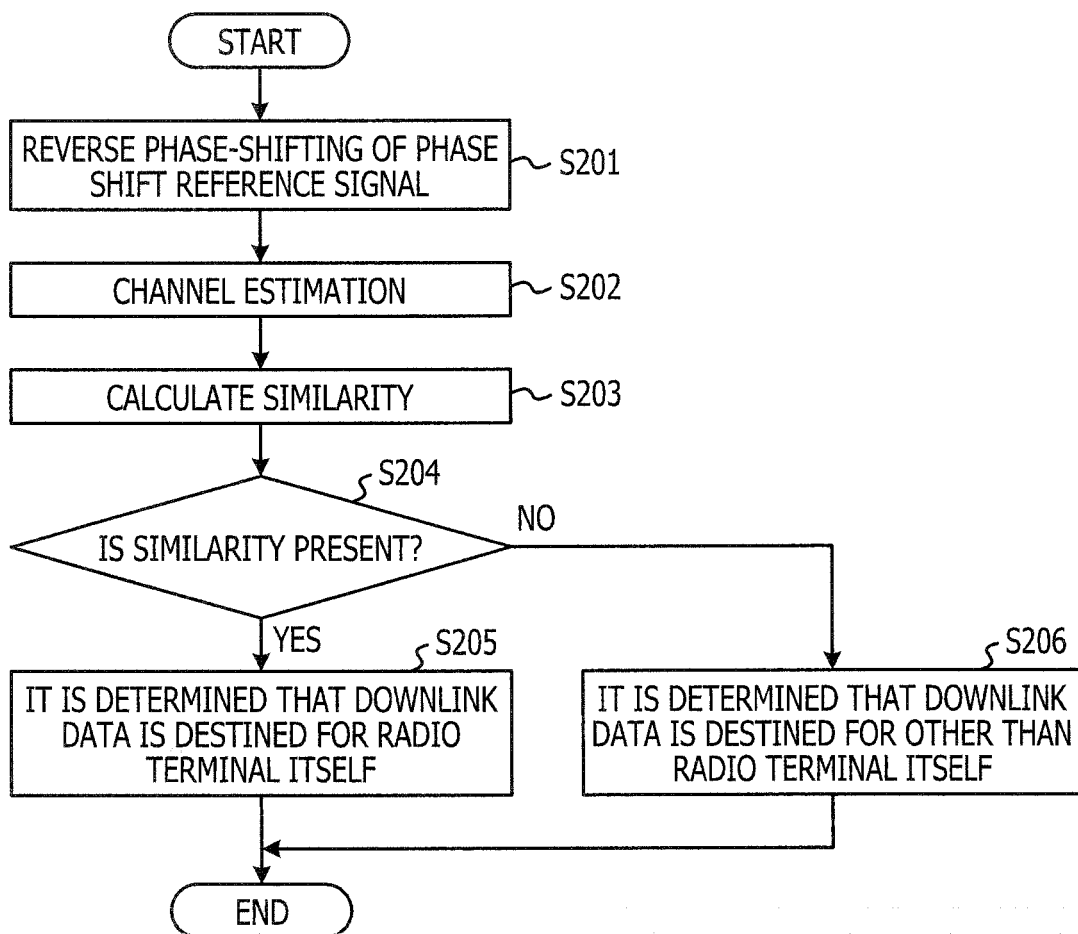 START
REVERSE PHASE-SHIFTING OF PHASE
SHIFT REFERENCE SIGNAL
S201
CHANNEL ESTIMATION
S202
CALCULATE SIMILARITY
S203
S204
IS SIMILARITY PRESENT?
NO
YES
S205
IT IS DETERMINED THAT DOWNLINK
DATA IS DESTINED FOR RADIO
TERMINAL ITSELF
S206
IT IS DETERMINED THAT DOWNLINK
DATA IS DESTINED FOR OTHER THAN
RADIO TERMINAL ITSELF
END